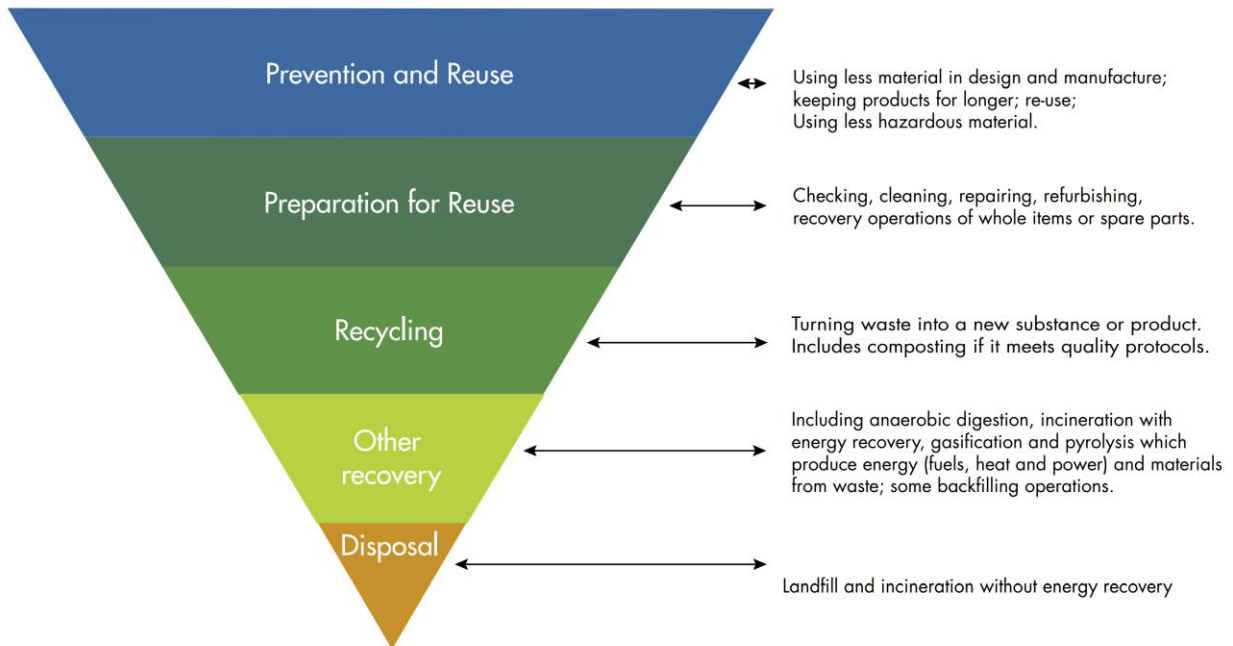 Prevention and Reuse
Using less material in design and manufacture;
keeping products for longer; re-use;
Using less hazardous material.
Preparation for Reuse
Checking, cleaning, repairing, refurbishing,
recovery operations of whole items or spare parts.
Recycling
Turning waste into a new substance or product.
Includes composting if it meets quality protocols.
Other
recovery
Including anaerobic digestion, incineration with
energy recovery, gasification and pyrolysis which
produce energy (fuels, heat and power) and materials
from waste; some backfilling operations.
Disposal
Landfill and incineration without energy recovery